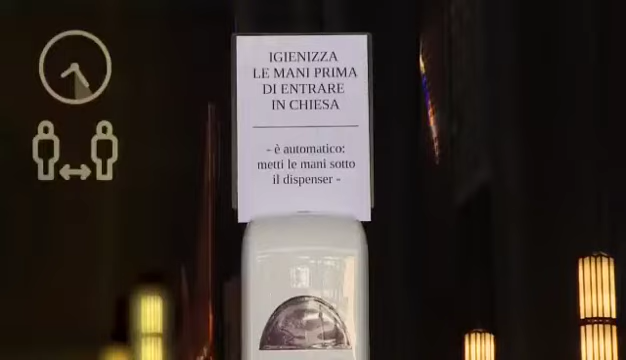 IGIENIZZA
LE MANI PRIMA
DI ENTRARE
IN CHIESA
- è automatico:
metti le mani sotto
il dispenser -